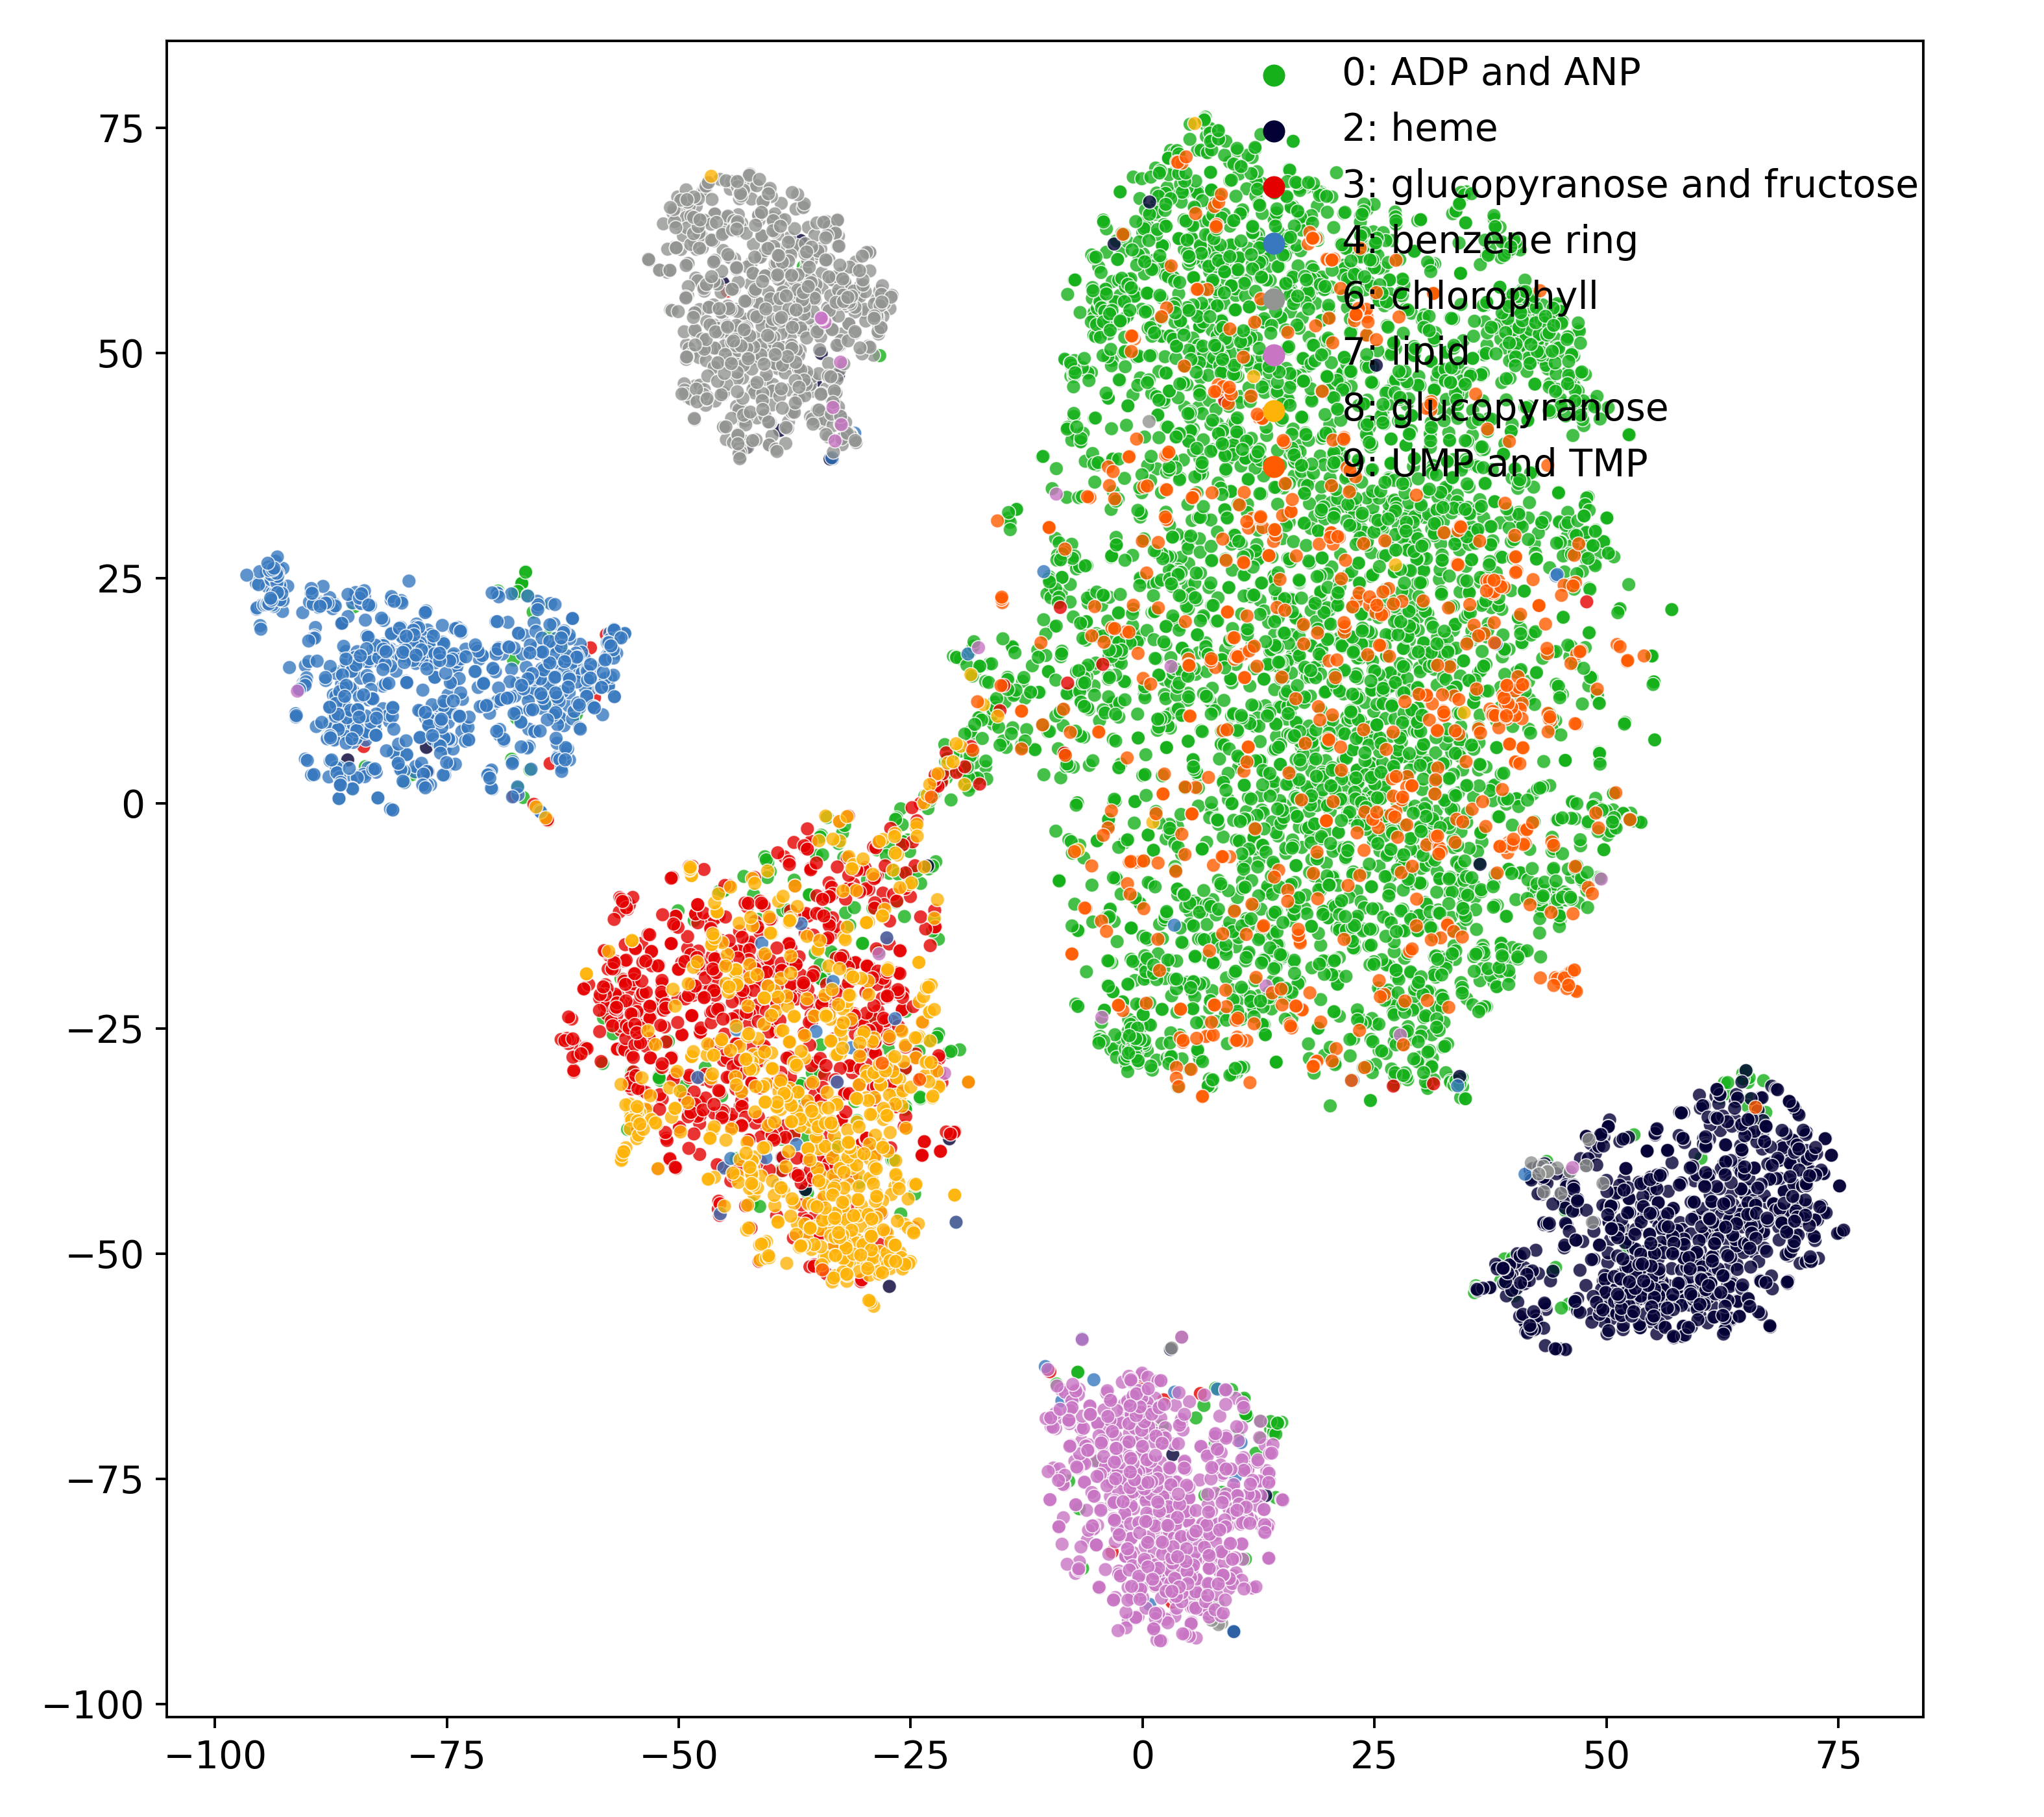 0: ADP and ANP
2: heme
3: glucopyranose and fructose
4: benzene ring
6: chlorophyll
7: lipid
8: glucopyranose
9: UMP and TMP
75
50
25
0
−25
−50
−75
−100
−100 −75 −50 −25 0 25 50 75